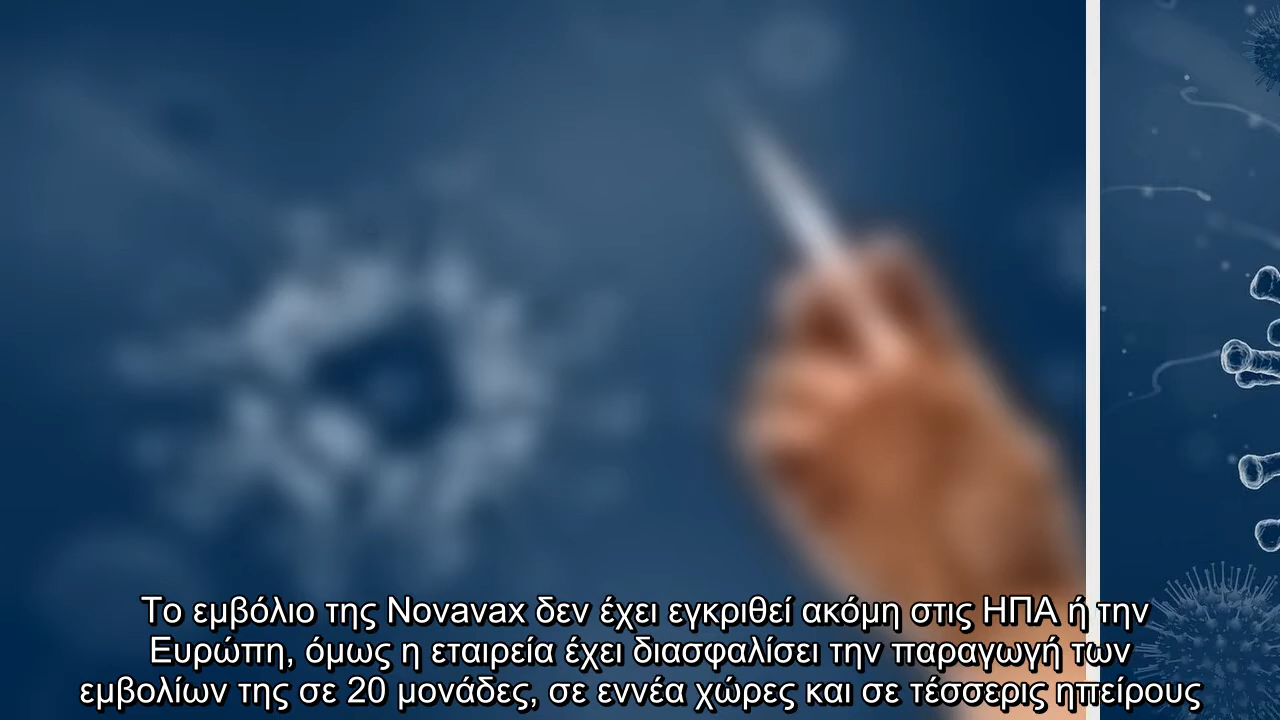 Το εμβόλιο της Novavax δεν έχει εγκριθεί ακόμη στις ΗΠΑ ή την
Ευρώπη, όμως η εταιρεία έχει διασφαλίσει την παραγωγή των
εμβολίων της σε 20 μονάδες, σε εννέα χώρες και σε τέσσερις ηπείρους